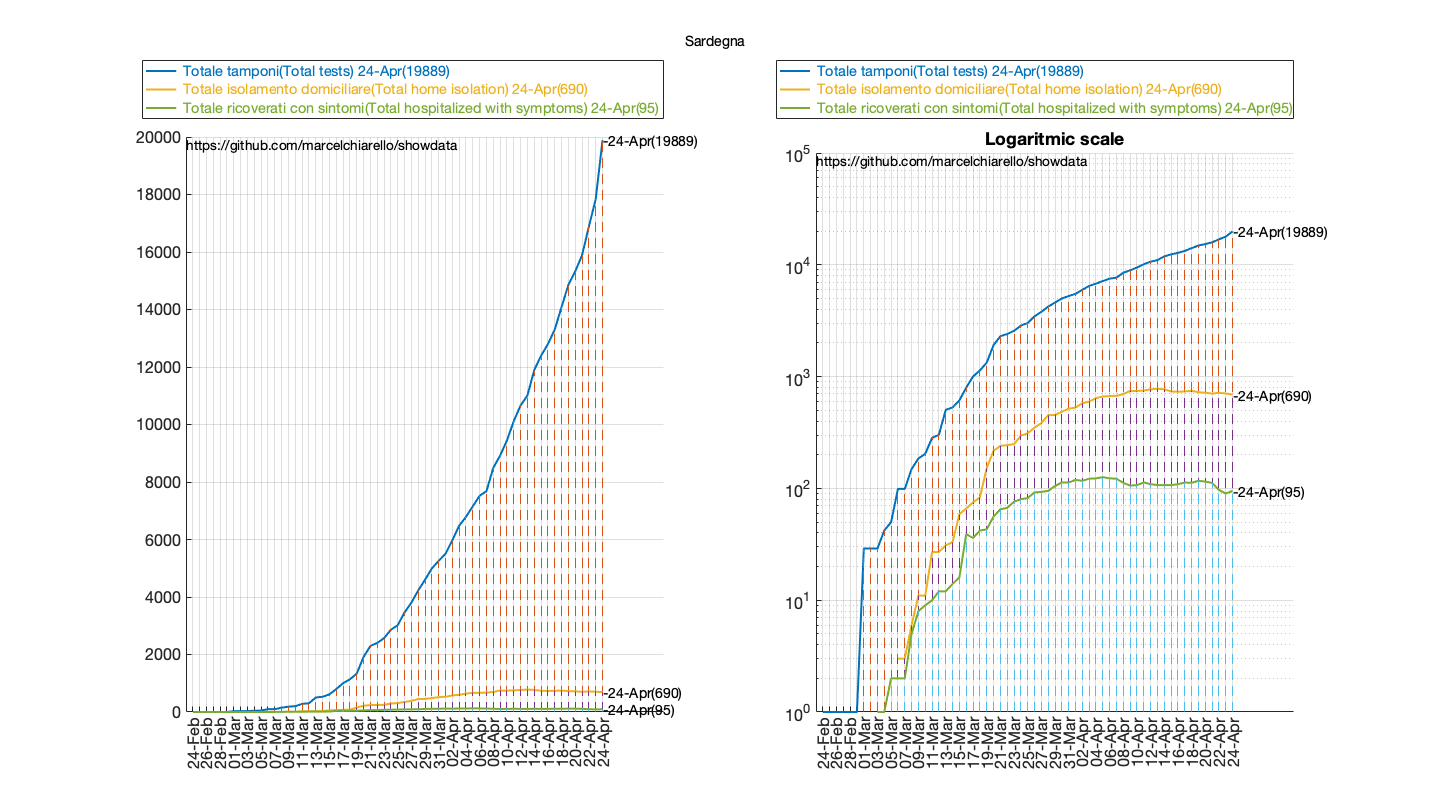 Sardegna
Totale tamponi(Total tests) 24-Apr(19889)
Totale isolamento domiciliare(Total home isolation) 24-Apr(690)
Totale ricoverati con sintomi(Total hospitalized with symptoms) 24-Apr(95)
20000
18000
16000
14000
12000
10000
8000
6000
4000
2000
0
https://github.com/marcelchiarello/showdata
-24-Apr(19889)
-24-Apr(690)
-24-Apr(95)
24-Feb
26-Feb
28-Feb
01-Mar
03-Mar
05-Mar
07-Mar
09-Mar
11-Mar
13-Mar
15-Mar
17-Mar
19-Mar
21-Mar
23-Mar
25-Mar
27-Mar
29-Mar
31-Mar
02-Apr
04-Apr
06-Apr
08-Apr
10-Apr
12-Apr
14-Apr
16-Apr
18-Apr
20-Apr
22-Apr
24-Apr
Totale tamponi(Total tests) 24-Apr(19889)
Totale isolamento domiciliare(Total home isolation) 24-Apr(690)
Totale ricoverati con sintomi(Total hospitalized with symptoms) 24-Apr(95)
Logaritmic scale
10^5
10^4
10^3
10^2
10^1
10^0
https://github.com/marcelchiarello/showdata
-24-Apr(19889)
-24-Apr(690)
-24-Apr(95)
24-Feb
26-Feb
28-Feb
01-Mar
03-Mar
05-Mar
07-Mar
09-Mar
11-Mar
13-Mar
15-Mar
17-Mar
19-Mar
21-Mar
23-Mar
25-Mar
27-Mar
29-Mar
31-Mar
02-Apr
04-Apr
06-Apr
08-Apr
10-Apr
12-Apr
14-Apr
16-Apr
18-Apr
20-Apr
22-Apr
24-Apr